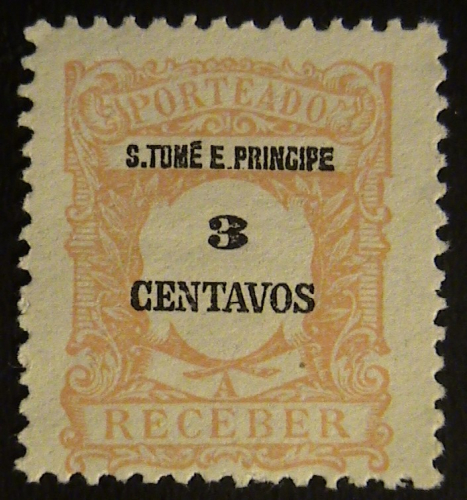 PORTEADO
S. TOMÉ E PRINCIPE
3
CENTAVOS
A
RECEBER